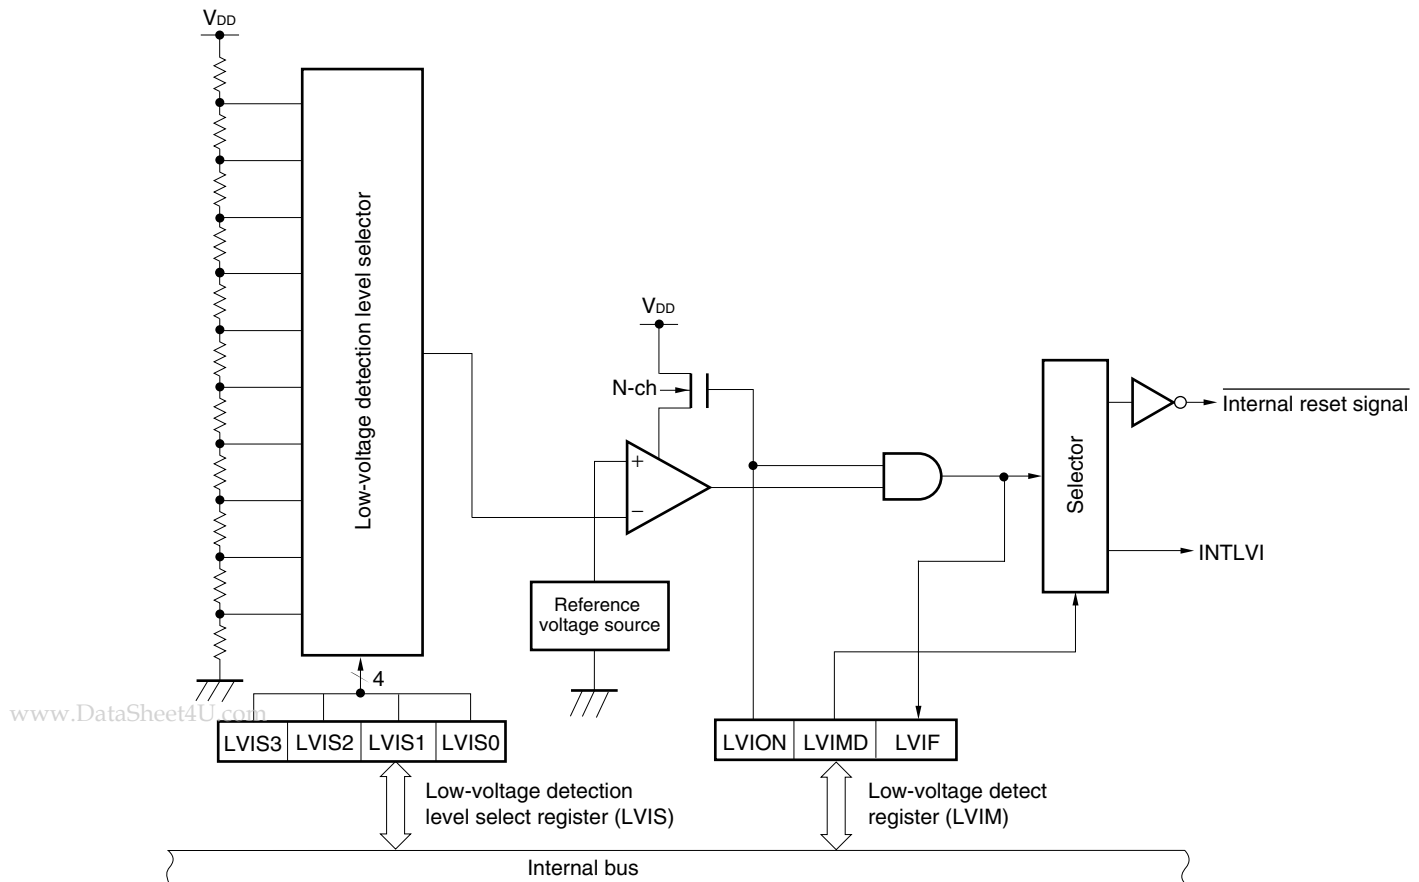 VDD
Low-voltage detection level selector
VDD
N-ch
+
−
Reference
voltage source
Selector
Internal reset signal
INTLVI
4
www.DataSheet4U.com
LVIS3 LVIS2 LVIS1 LVIS0
LVION LVIMD LVIF
Low-voltage detection
level select register (LVIS)
Low-voltage detect
register (LVIM)
Internal bus